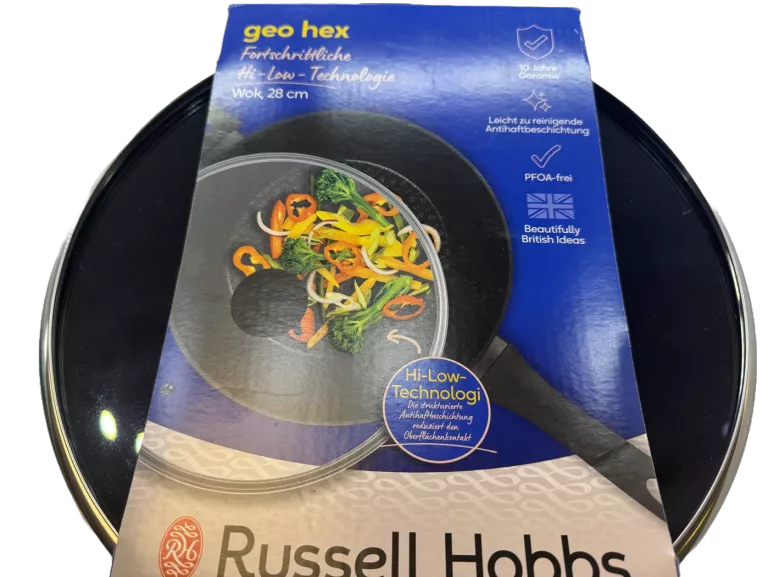 geo hex
Fortschrittliche
Hi-Low-Technologie
Wok, 28 cm
10 Jahre
Garantie
Leicht zu reinigende
Antihaftbeschichtung
PFOA-frei
Beautifully
British Ideas
Hi-Low-
Technologi
Die strukturierte
Antihaftbeschichtung
reduziert den
Oberflächenkontakt
RH
Russell Hobbs